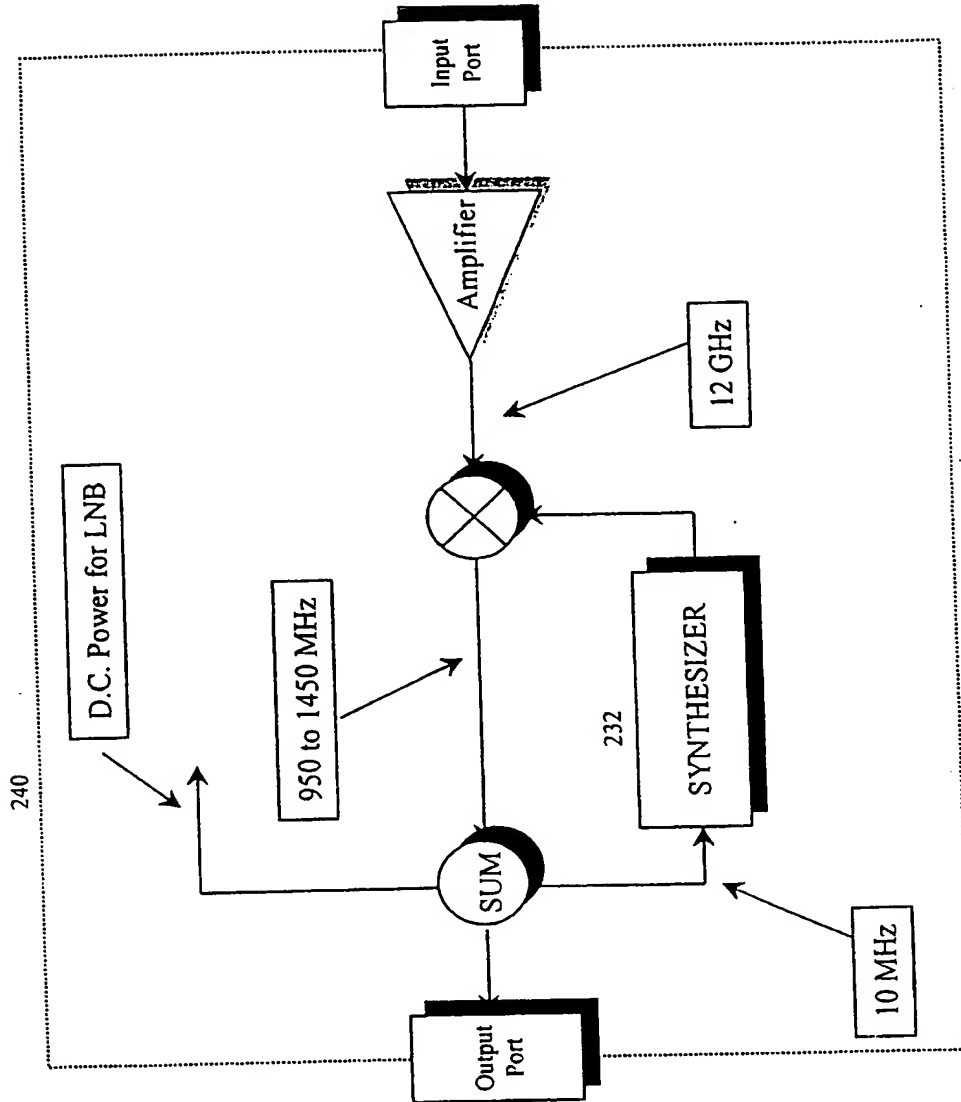 240
D.C. Power for LNB
950 to 1450 MHz
Output
Port
SUM
Amplifier
Input
Port
12 GHz
232
SYNTHESIZER
10 MHz